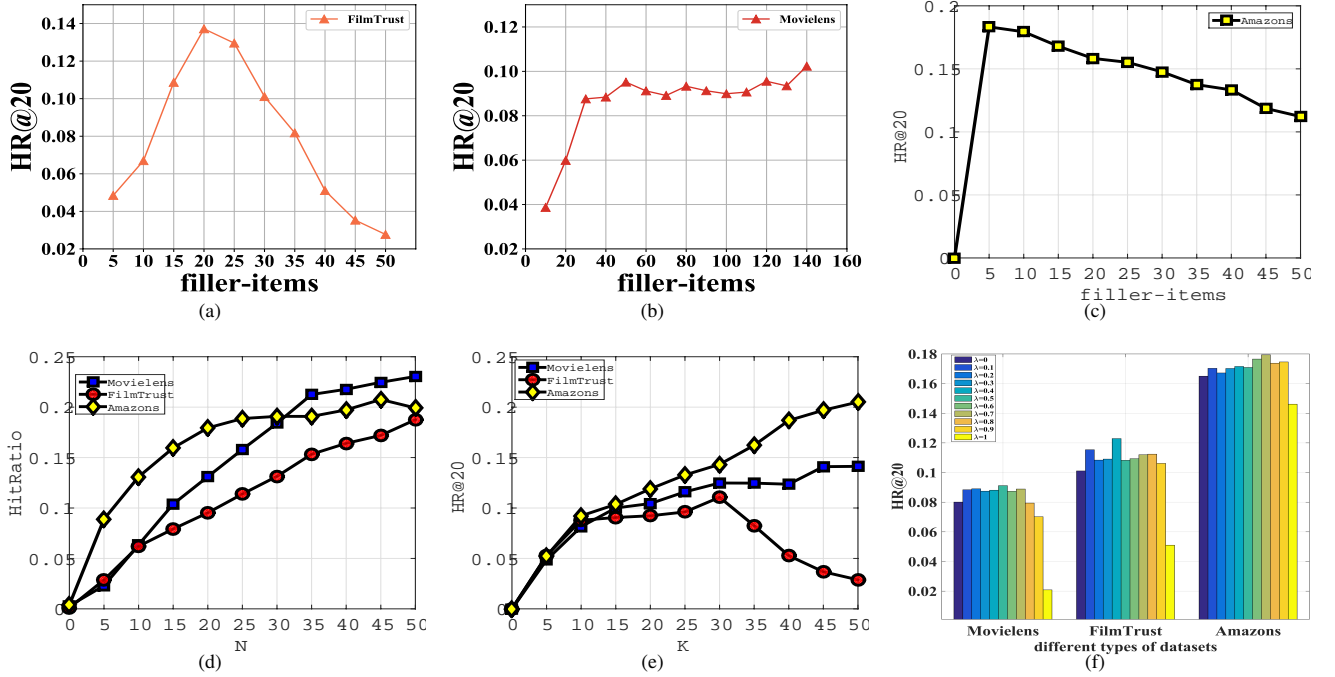 FilmTrust
HR@20
0.14
0.12
0.10
0.08
0.06
0.04
0.02
0 5 10 15 20 25 30 35 40 45 50
filler-items
(a)
Movielens
HR@20
0.12
0.10
0.08
0.06
0.04
0.02
0 20 40 60 80 100 120 140 160
filler-items
(b)
Amazons
HR@20
0.2
0.15
0.1
0.05
0
0 5 10 15 20 25 30 35 40 45 50
filler-items
(c)
Movielens
FilmTrust
Amazons
HitRatio
0.25
0.2
0.15
0.1
0.05
0
0 5 10 15 20 25 30 35 40 45 50
N
(d)
Movielens
FilmTrust
Amazons
HR@20
0.25
0.2
0.15
0.1
0.05
0
0 5 10 15 20 25 30 35 40 45 50
K
(e)
λ=0
λ=0.1
λ=0.2
λ=0.3
λ=0.4
λ=0.5
λ=0.6
λ=0.7
λ=0.8
λ=0.9
λ=1
HR@20
0.18
0.16
0.14
0.12
0.1
0.08
0.06
0.04
0.02
Movielens FilmTrust Amazons
different types of datasets
(f)